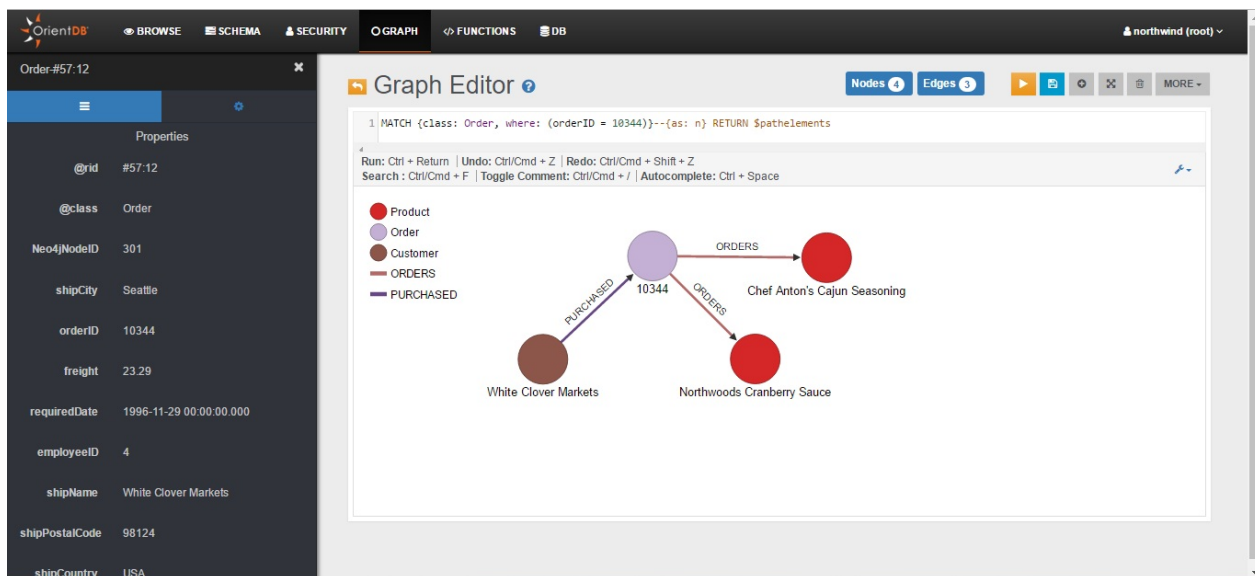 OrientDB BROWSE SCHEMA SECURITY GRAPH </> FUNCTIONS DB northwind (root)
Order-#57:12
Properties
@rid #57:12
@class Order
Neo4jNodeID 301
shipCity Seattle
orderID 10344
freight 23.29
requiredDate 1996-11-29 00:00:00.000
employeeID 4
shipName White Clover Markets
shipPostalCode 98124
shipCountry USA
Graph Editor
Nodes 4 Edges 3 MORE
1 MATCH {class: Order, where: (orderID = 10344)}--{as: n} RETURN $pathelements
Run: Ctrl + Return | Undo: Ctrl/Cmd + Z | Redo: Ctrl/Cmd + Shift + Z
Search : Ctrl/Cmd + F | Toggle Comment: Ctrl/Cmd + / | Autocomplete: Ctrl + Space
Product
Order
Customer
ORDERS
PURCHASED
ORDERS
10344
Chef Anton's Cajun Seasoning
ORDERS
PURCHASED
White Clover Markets
Northwoods Cranberry Sauce